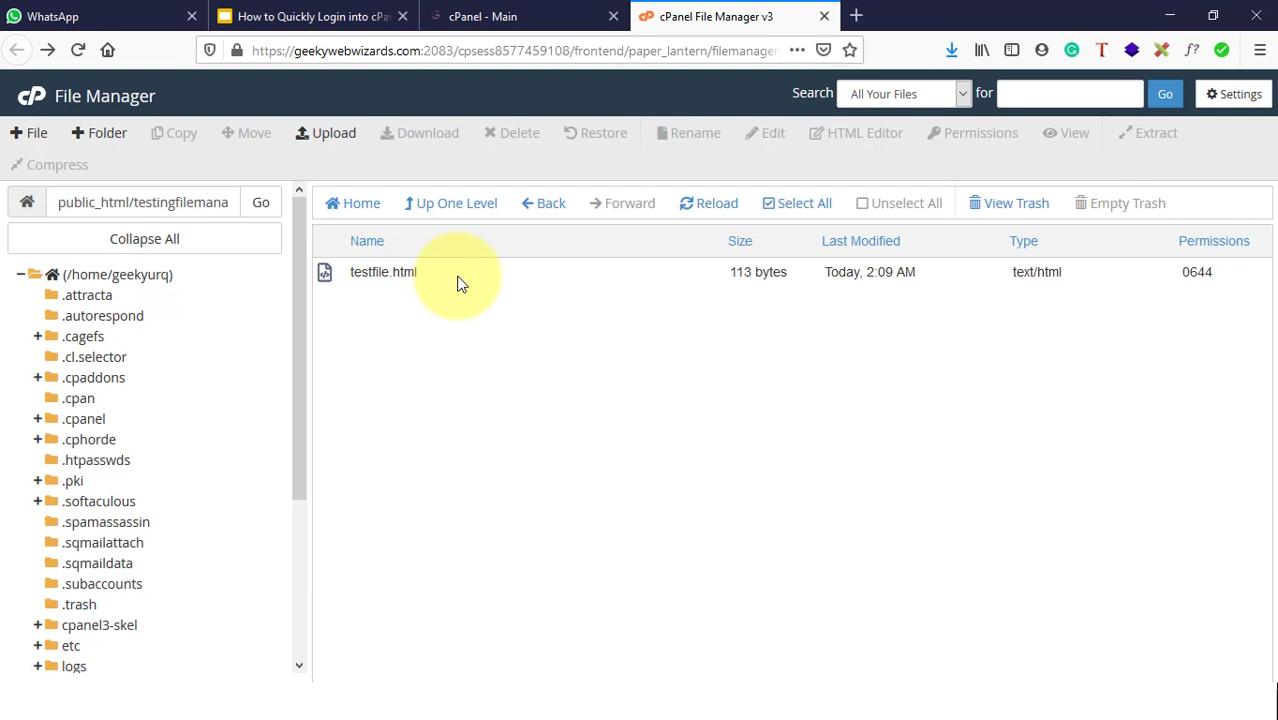 WhatsApp
How to Quickly Login into cPa
cPanel - Main
cPanel File Manager v3
https://geekywebwizards.com:2083/cpsess8577459108/frontend/paper_lantern/filemanager
cP File Manager
Search
All Your Files
for
Go
Settings
File
Folder
Copy
Move
Upload
Download
Delete
Restore
Rename
Edit
HTML Editor
Permissions
View
Extract
Compress
public_html/testingfilemana
Go
Collapse All
Home
Up One Level
Back
Forward
Reload
Select All
Unselect All
View Trash
Empty Trash
Name Size Last Modified Type Permissions
testfile.html 113 bytes Today, 2:09 AM text/html 0644
(/home/geekyurq)
.attracta
.autorespond
.cagefs
.cl.selector
.cpaddons
.cpan
.cpanel
.cphorde
.htpasswds
.pki
.softaculous
.spamassassin
.sqmailattach
.sqmaildata
.subaccounts
.trash
cpanel3-skel
etc
logs